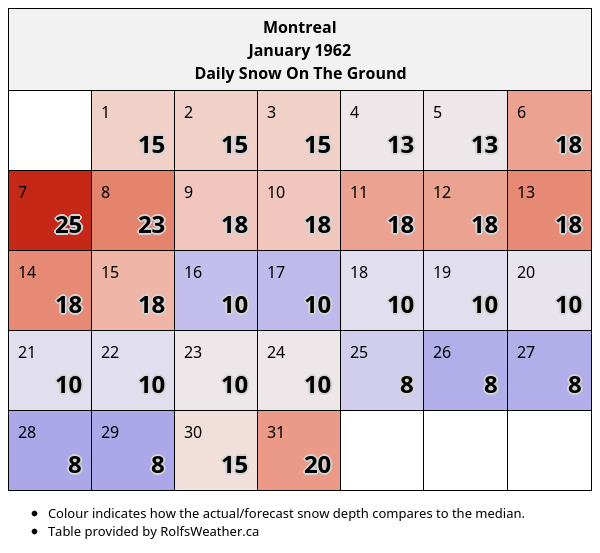 Montreal
January 1962
Daily Snow On The Ground
1 2 3 4 5 6
15 15 15 13 13 18
7 8 9 10 11 12 13
25 23 18 18 18 18 18
14 15 16 17 18 19 20
18 18 10 10 10 10 10
21 22 23 24 25 26 27
10 10 10 10 8 8 8
28 29 30 31
8 8 15 20
• Colour indicates how the actual/forecast snow depth compares to the median.
• Table provided by RolfsWeather.ca